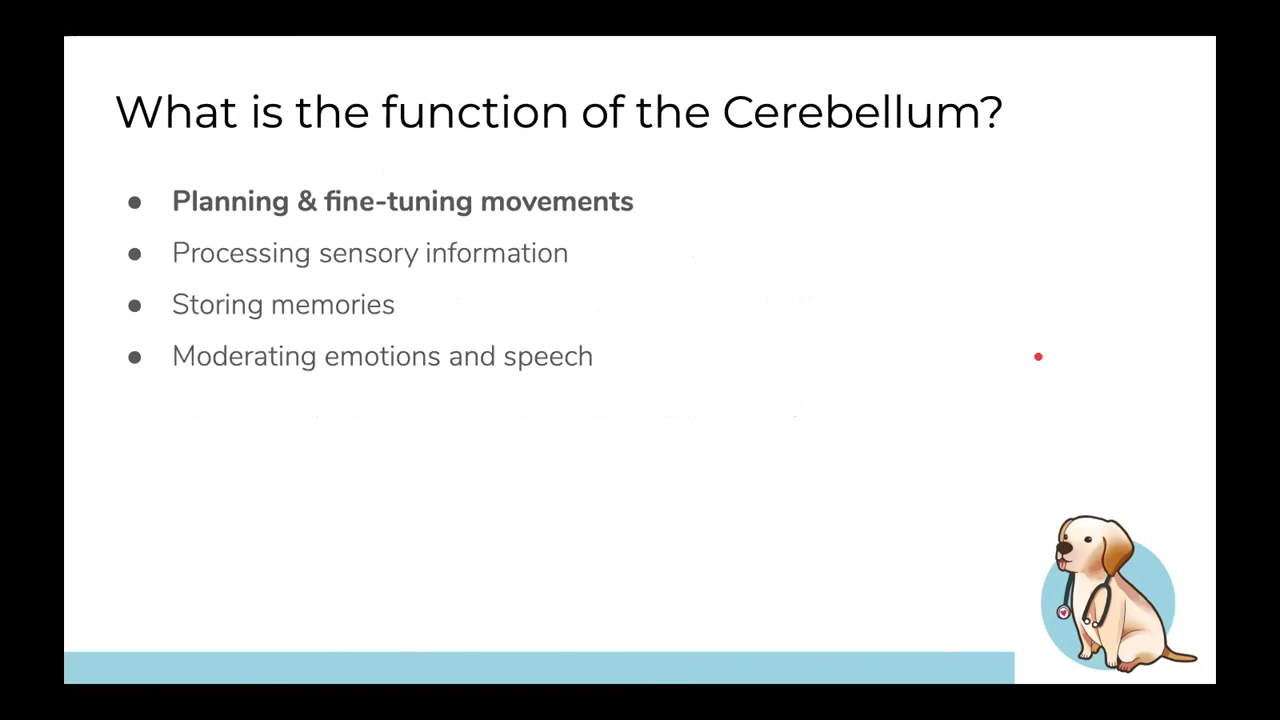 What is the function of the Cerebellum?
● Planning & fine-tuning movements
● Processing sensory information
● Storing memories
● Moderating emotions and speech